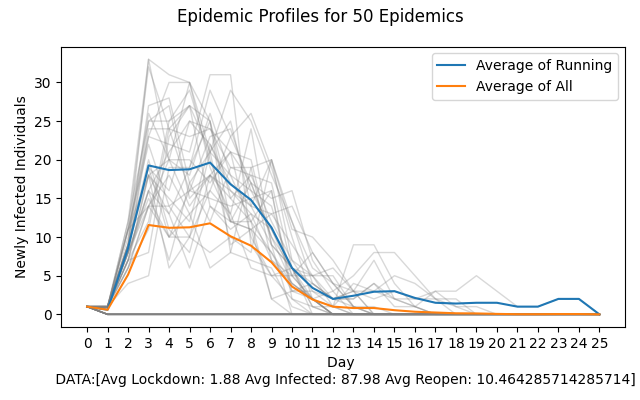 Epidemic Profiles for 50 Epidemics
Newly Infected Individuals
30
25
20
15
10
5
0
Average of Running
Average of All
0 1 2 3 4 5 6 7 8 9 10 11 12 13 14 15 16 17 18 19 20 21 22 23 24 25
Day
DATA:[Avg Lockdown: 1.88 Avg Infected: 87.98 Avg Reopen: 10.464285714285714]